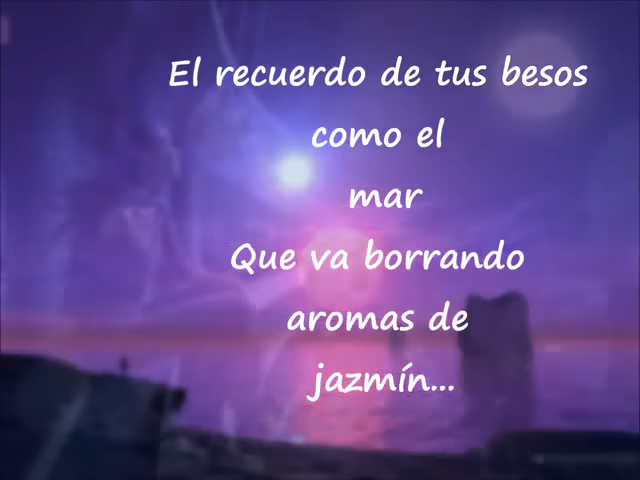 El recuerdo de tus besos
como el
mar
Que va borrando
aromas de
jazmín...